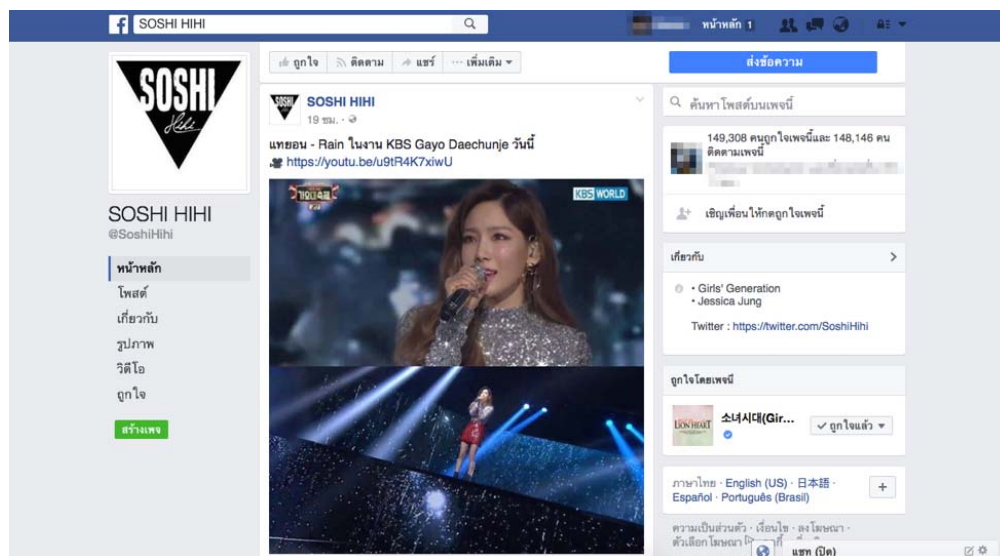 SOSHI HIHI
หน้าหลัก 1
SOSHI
Hihi
SOSHI HIHI
@SoshiHihi
หน้าหลัก
โพสต์
เกี่ยวกับ
รูปภาพ
วิดีโอ
ถูกใจ
สร้างเพจ
ถูกใจ
ติดตาม
แชร์
··· เพิ่มเติม
SOSHI
SOSHI HIHI
19 ชม. ·
แทยอน - Rain ในงาน KBS Gayo Daechunje วันนี้
https://youtu.be/u9tR4K7xiwU
가요대축제
KBS WORLD
ส่งข้อความ
ค้นหาโพสต์บนเพจนี้
149,308 คนถูกใจเพจนี้และ 148,146 คน
ติดตามเพจนี้
เชิญเพื่อนให้กดถูกใจเพจนี้
เกี่ยวกับ
• Girls' Generation
• Jessica Jung
Twitter : https://twitter.com/SoshiHihi
ถูกใจโดยเพจนี้
LION HEART
소녀시대(Gir...
ถูกใจแล้ว
ภาษาไทย · English (US) · 日本語 ·
Español · Português (Brasil)
ความเป็นส่วนตัว · เงื่อนไข · ลงโฆษณา ·
ตัวเลือกโฆษณา
แชท (ปิด)